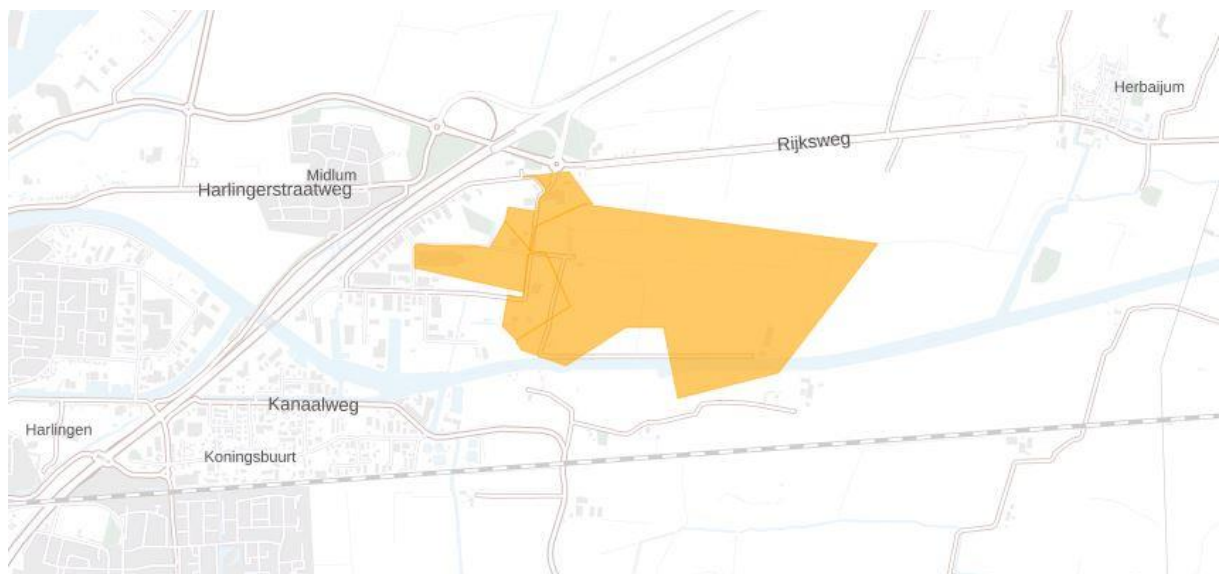 Herbaijum
Rijksweg
Midlum
Harlingerstraatweg
Kanaalweg
Harlingen
Koningsbuurt